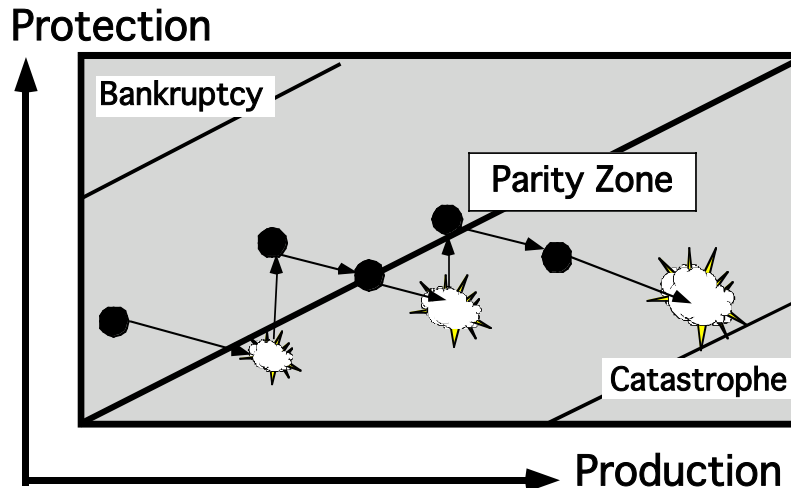 Protection
Bankruptcy
Parity Zone
Catastrophe
Production